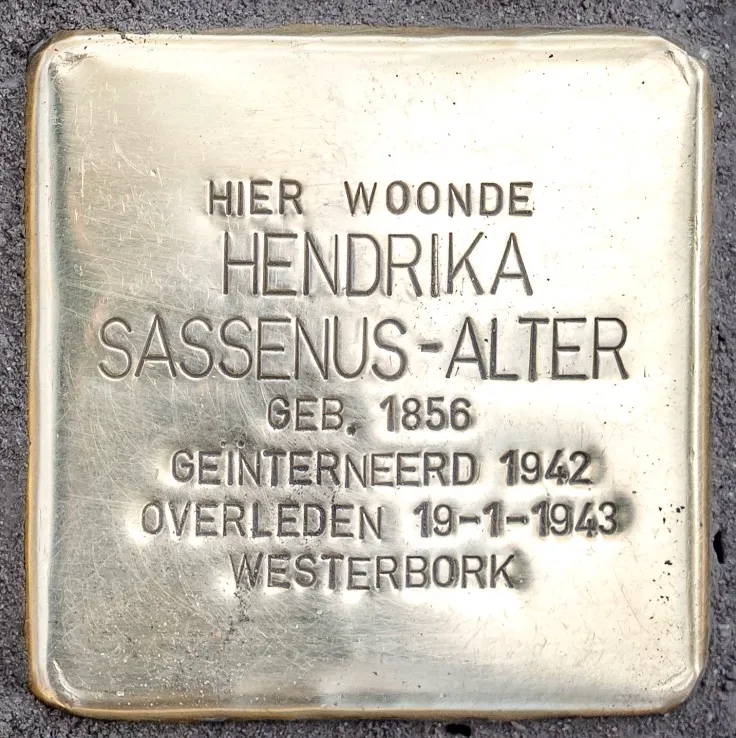 HIER WOONDE
HENDRIKA
SASSENUS-ALTER
GEB. 1856
GEÏNTERNEERD 1942
OVERLEDEN 19-1-1943
WESTERBORK